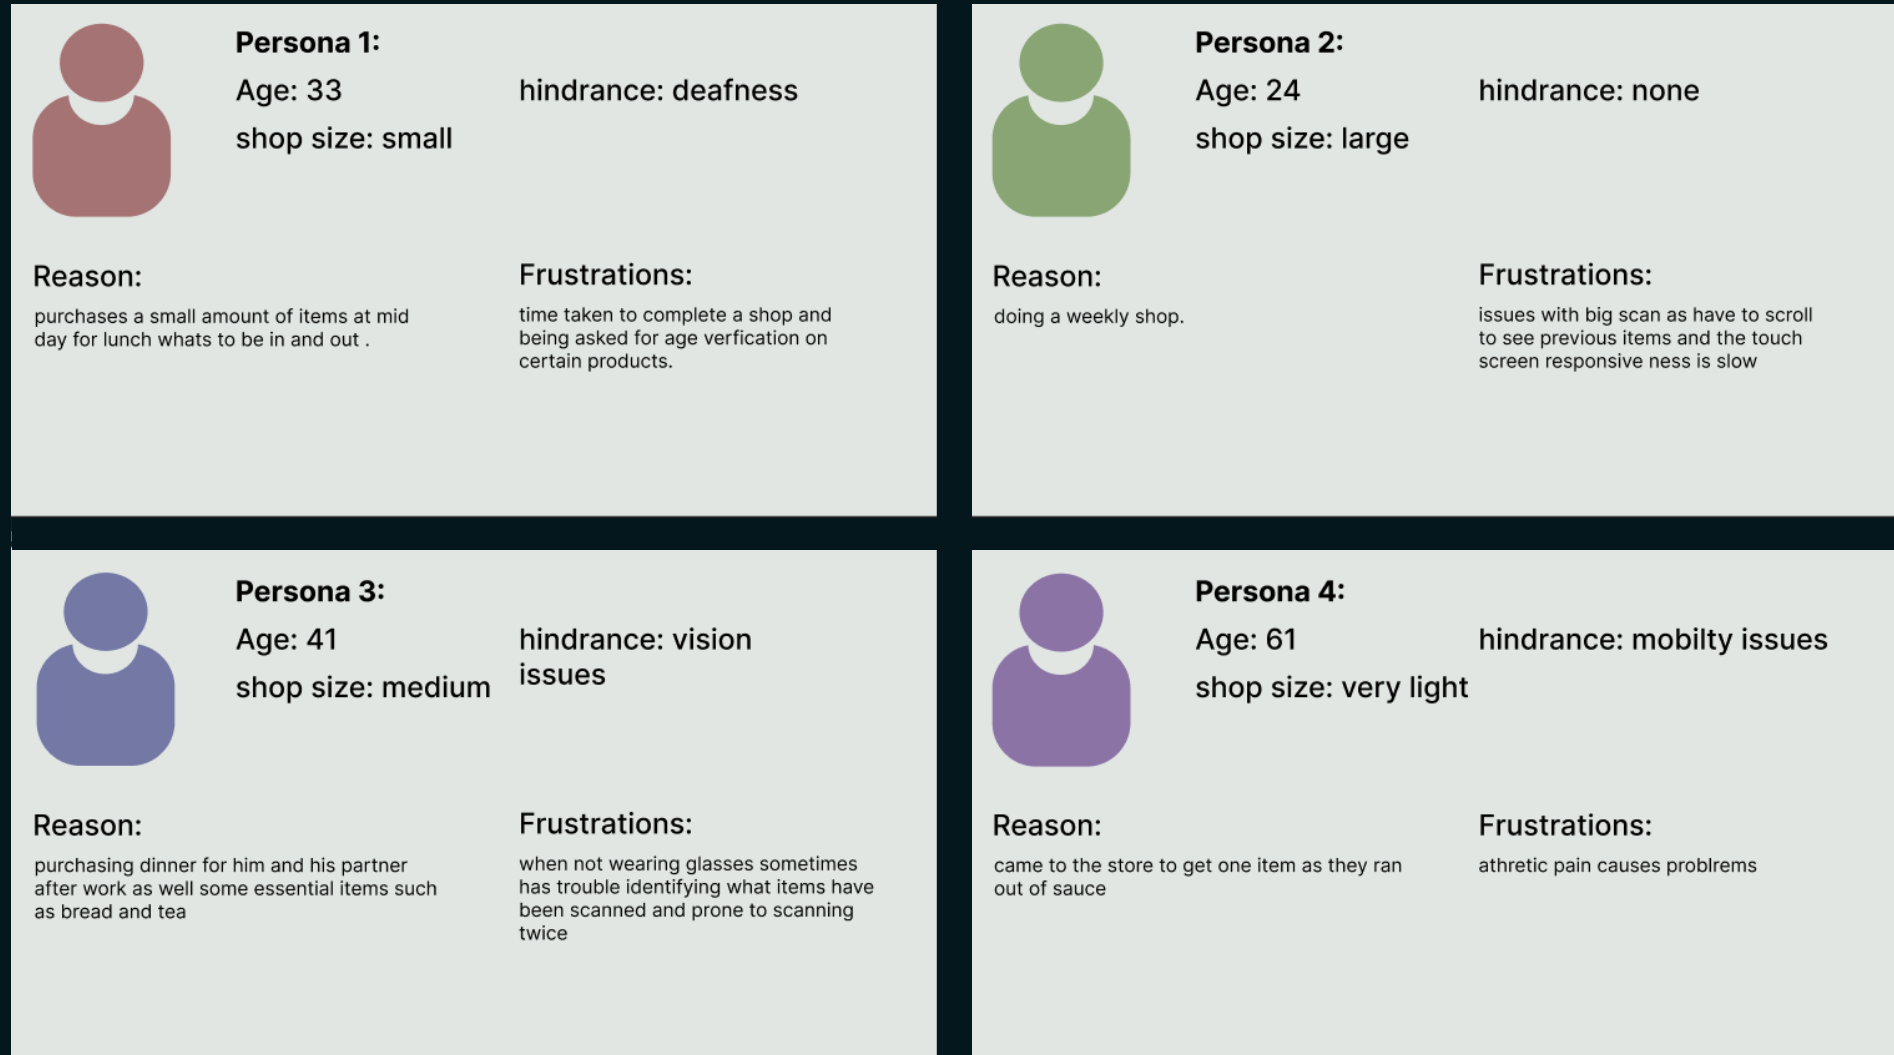 Persona 1:
Age: 33
hindrance: deafness
shop size: small
Reason:
purchases a small amount of items at mid
day for lunch whats to be in and out .
Frustrations:
time taken to complete a shop and
being asked for age verfication on
certain products.
Persona 2:
Age: 24
hindrance: none
shop size: large
Reason:
doing a weekly shop.
Frustrations:
issues with big scan as have to scroll
to see previous items and the touch
screen responsive ness is slow
Persona 3:
Age: 41
hindrance: vision
issues
shop size: medium
Reason:
purchasing dinner for him and his partner
after work as well some essential items such
as bread and tea
Frustrations:
when not wearing glasses sometimes
has trouble identifying what items have
been scanned and prone to scanning
twice
Persona 4:
Age: 61
hindrance: mobilty issues
shop size: very light
Reason:
came to the store to get one item as they ran
out of sauce
Frustrations:
athretic pain causes problrems